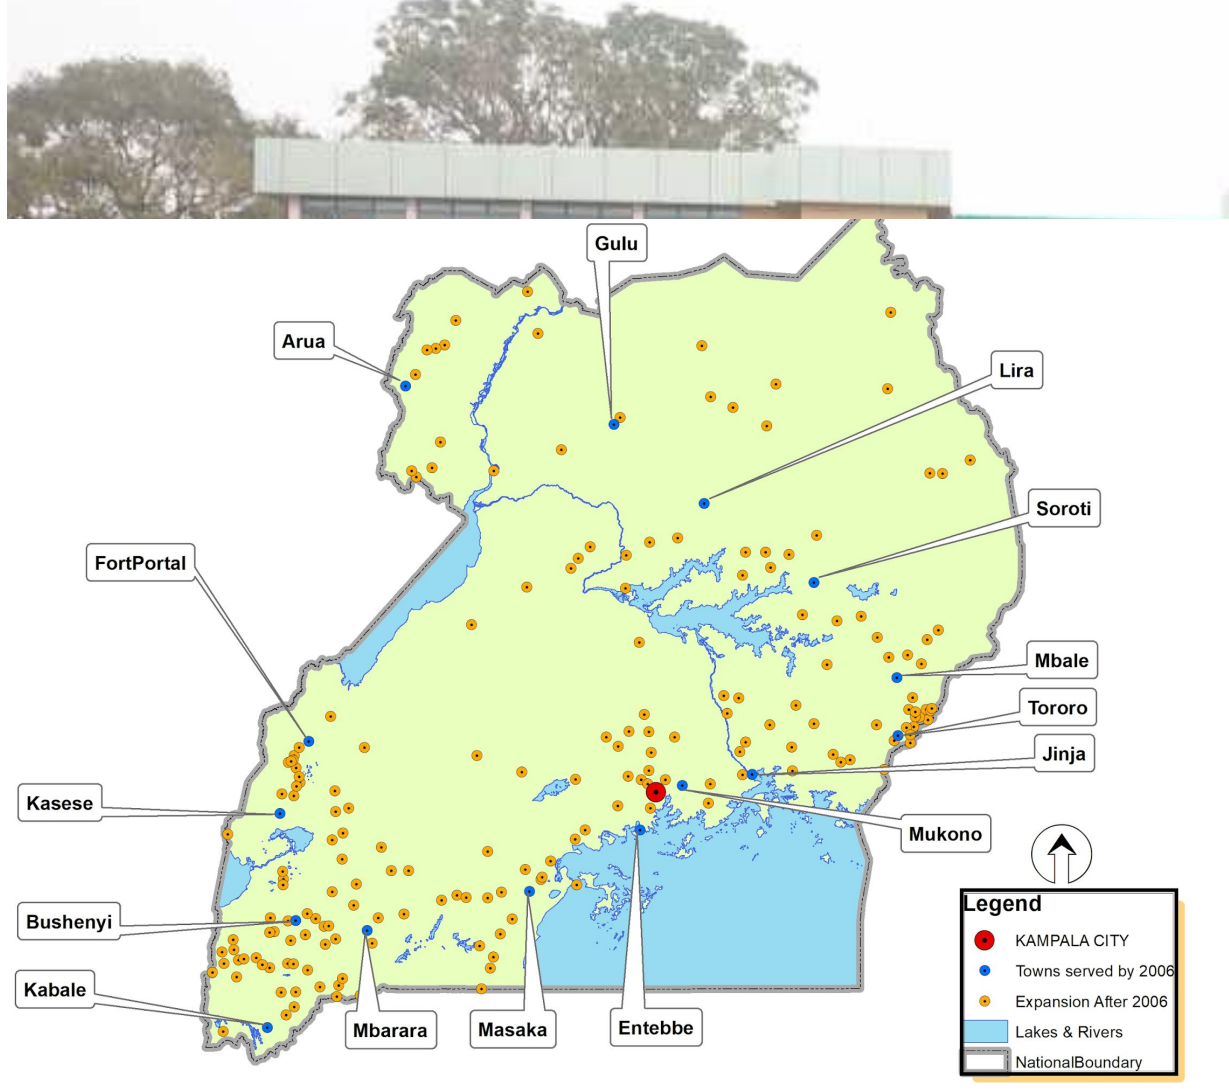 Gulu
Arua
Lira
Soroti
FortPortal
Mbale
Tororo
Jinja
Kasese
Mukono
Bushenyi
Kabale
Mbarara
Masaka
Entebbe
Legend
KAMPALA CITY
Towns served by 2006
Expansion After 2006
Lakes & Rivers
NationalBoundary